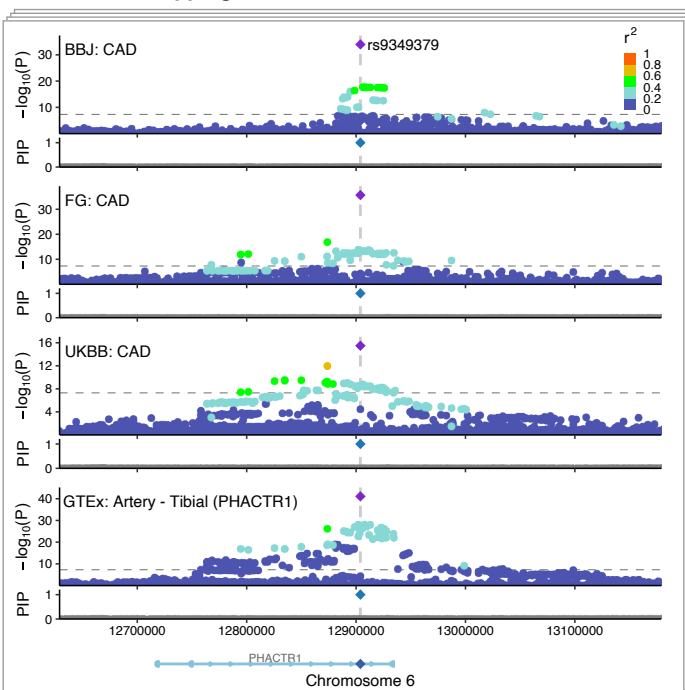 r²
BBJ: CAD
rs9349379
1
0.8
0.6
0.4
0.2
0
−log₁₀(P)
30
20
10
PIP
1
0
FG: CAD
−log₁₀(P)
30
20
10
PIP
1
0
UKBB: CAD
−log₁₀(P)
16
12
8
4
PIP
1
0
GTEx: Artery - Tibial (PHACTR1)
−log₁₀(P)
40
30
20
10
PIP
1
0
12700000 12800000 12900000 13000000 13100000
PHACTR1
Chromosome 6